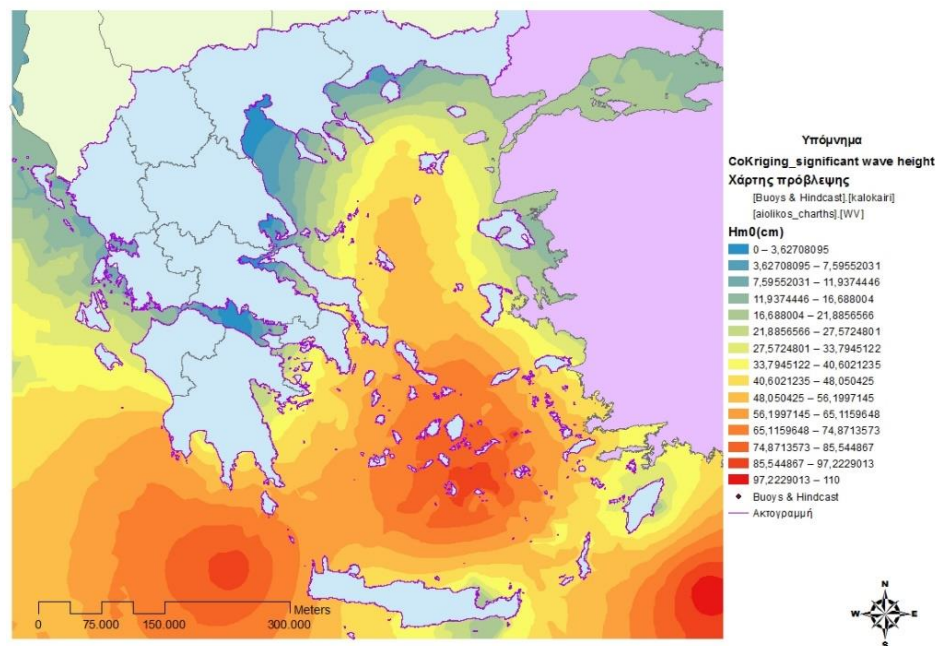 Υπόμνημα
CoKriging_significant wave height
Χάρτης πρόβλεψης
[Buoys & Hindcast].[kalokairi]
[aiolikos_charths].[WV]
Hm0(cm)
0 – 3,62708095
3,62708095 – 7,59552031
7,59552031 – 11,9374446
11,9374446 – 16,688004
16,688004 – 21,8856566
21,8856566 – 27,5724801
27,5724801 – 33,7945122
33,7945122 – 40,6021235
40,6021235 – 48,050425
48,050425 – 56,1997145
56,1997145 – 65,1159648
65,1159648 – 74,8713573
74,8713573 – 85,544867
85,544867 – 97,2229013
97,2229013 – 110
Buoys & Hindcast
Ακτογραμμή
Meters
0 75.000 150.000 300.000
N
W E
S